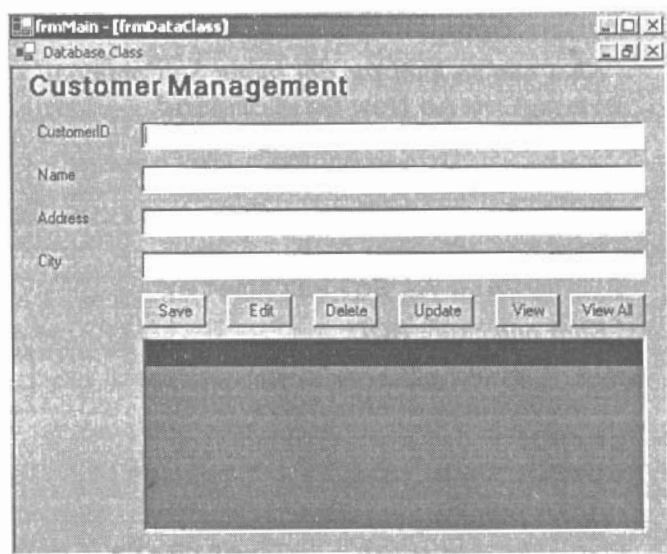 frmMain - [frmDataClass]
Database Class
Customer Management
CustomerID
Name
Address
City
Save Edit Delete Update View View All